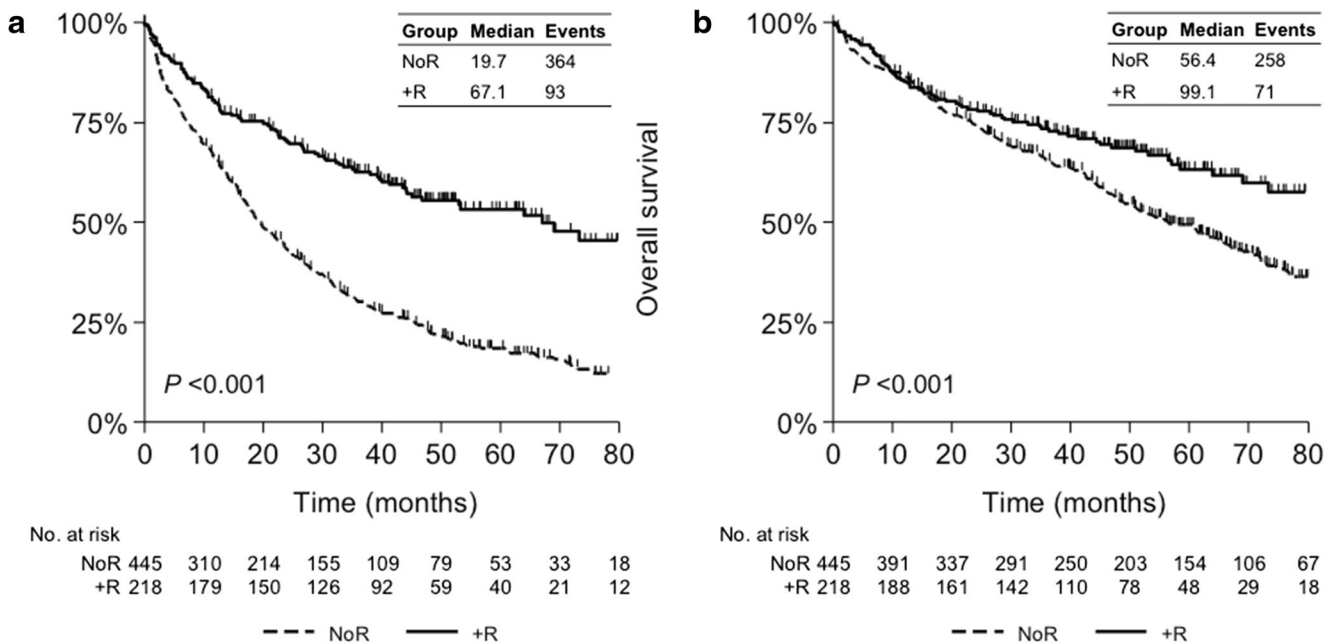 a
100%
75%
50%
25%
0%
Group Median Events
NoR 19.7 364
+R 67.1 93
P <0.001
0 10 20 30 40 50 60 70 80
Time (months)
No. at risk
NoR 445 310 214 155 109 79 53 33 18
+R 218 179 150 126 92 59 40 21 12
NoR +R
b
Overall survival
100%
75%
50%
25%
0%
Group Median Events
NoR 56.4 258
+R 99.1 71
P <0.001
0 10 20 30 40 50 60 70 80
Time (months)
No. at risk
NoR 445 391 337 291 250 203 154 106 67
+R 218 188 161 142 110 78 48 29 18
NoR +R